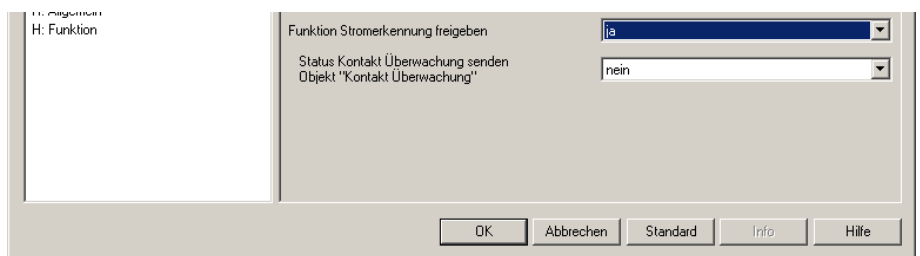 H: Allgemein
H: Funktion
Funktion Stromerkennung freigeben
ja
Status Kontakt Überwachung senden
Objekt "Kontakt Überwachung"
nein
OK
Abbrechen
Standard
Info
Hilfe